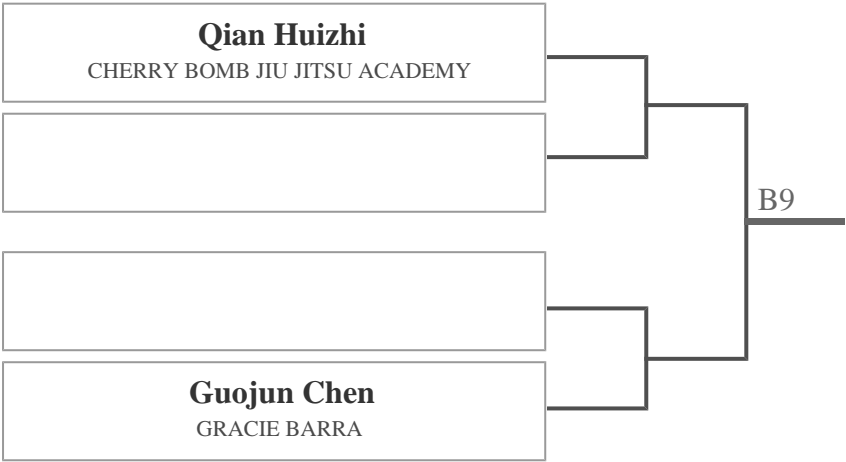 Qian Huizhi
CHERRY BOMB JIU JITSU ACADEMY
B9
Guojun Chen
GRACIE BARRA